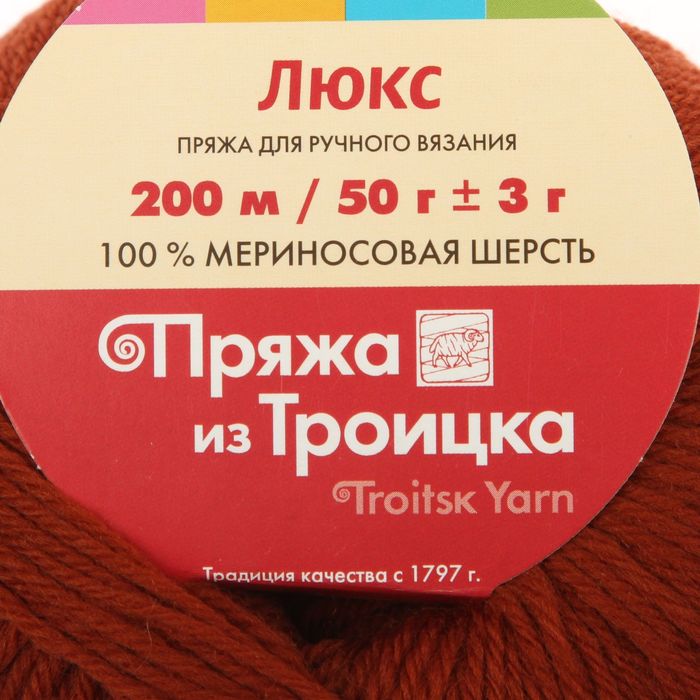 Люкс
ПРЯЖА ДЛЯ РУЧНОГО ВЯЗАНИЯ
200 м / 50 г ± 3 г
100 % МЕРИНОСОВАЯ ШЕРСТЬ
Пряжа
из Троицка
Troitsk Yarn
Традиция качества с 1797 г.